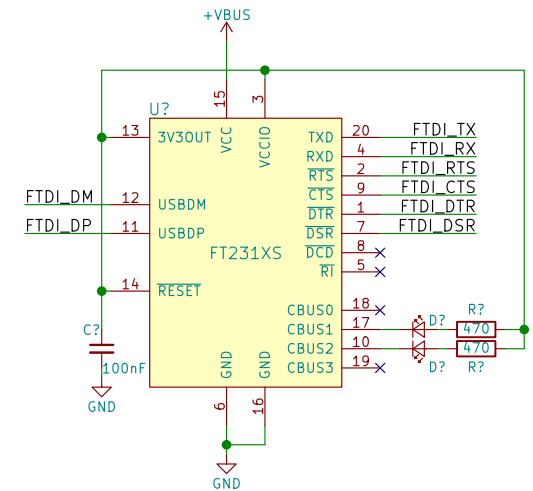 +VBUS
15
3
U?
13
3V3OUT
VCC
VCCIO
TXD
20
FTDI_TX
RXD
4
FTDI_RX
RTS
2
FTDI_RTS
CTS
9
FTDI_CTS
FTDI_DM
12
USBDM
DTR
1
FTDI_DTR
FTDI_DP
11
USBDP
DSR
7
FTDI_DSR
FT231XS
DCD
8
RI
5
14
RESET
CBUS0
18
R?
C?
CBUS1
17
D?
470
CBUS2
10
470
100nF
GND
GND
CBUS3
19
D?
R?
GND
6
16
GND